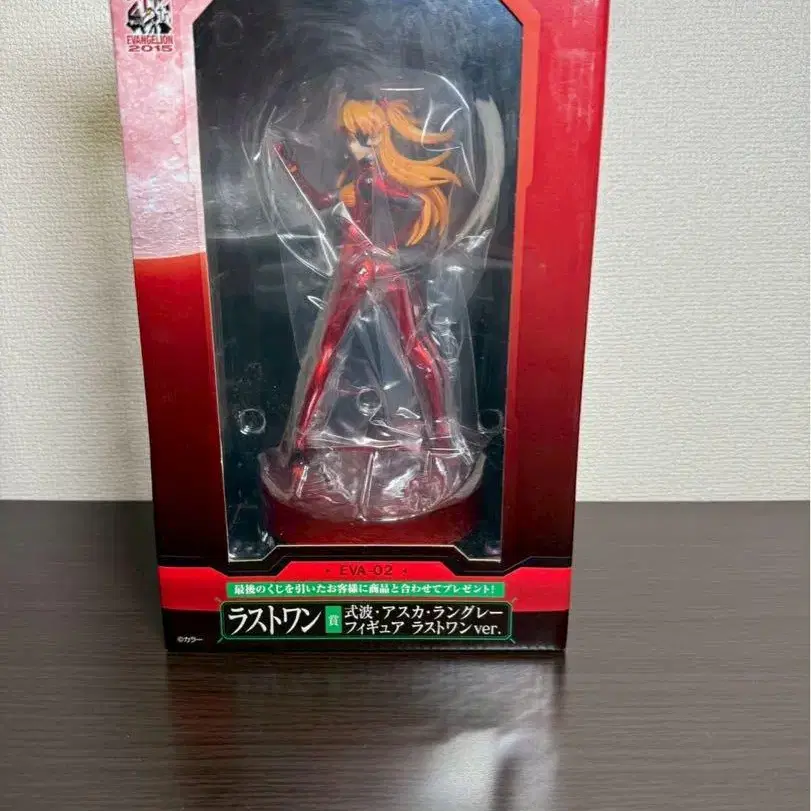 EVANGELION
2015
EVA-02
最後のくじを引いたお客様に商品と合わせてプレゼント!
ラストワン賞
式波・アスカ・ラングレー
フィギュア ラストワンver.
©カラー